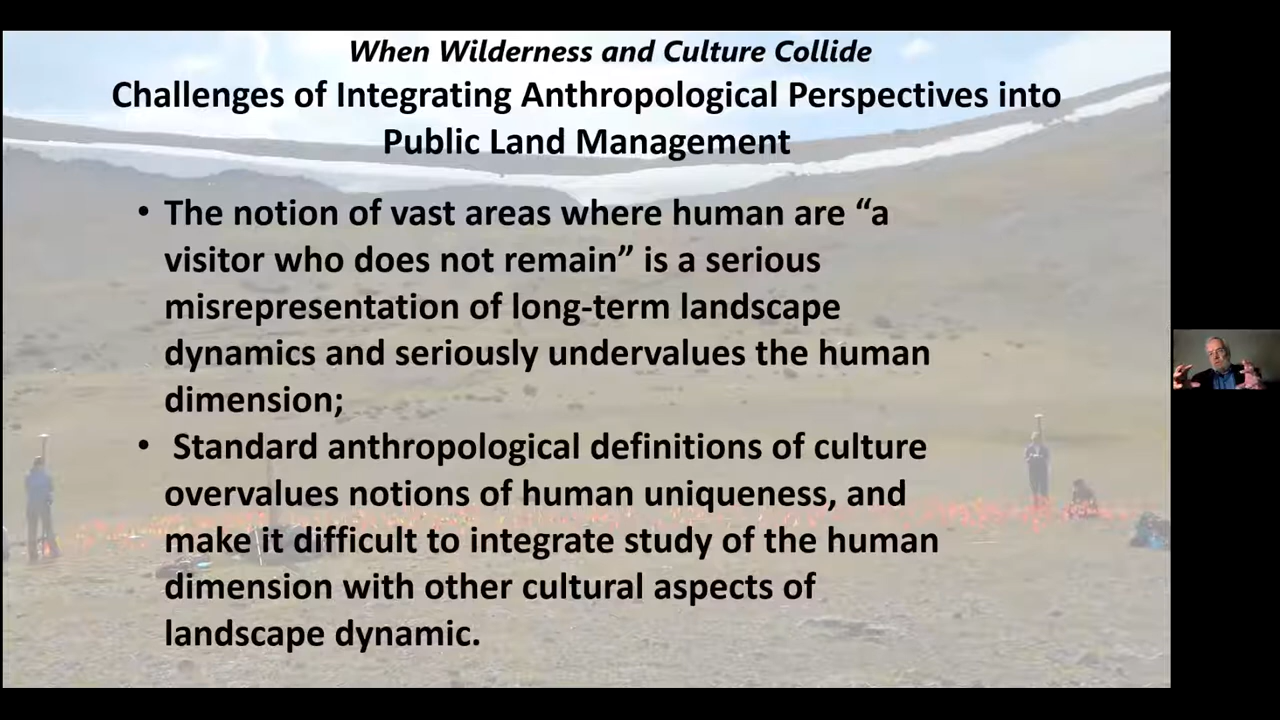 When Wilderness and Culture Collide
Challenges of Integrating Anthropological Perspectives into
Public Land Management
• The notion of vast areas where human are “a
visitor who does not remain” is a serious
misrepresentation of long-term landscape
dynamics and seriously undervalues the human
dimension;
• Standard anthropological definitions of culture
overvalues notions of human uniqueness, and
make it difficult to integrate study of the human
dimension with other cultural aspects of
landscape dynamic.